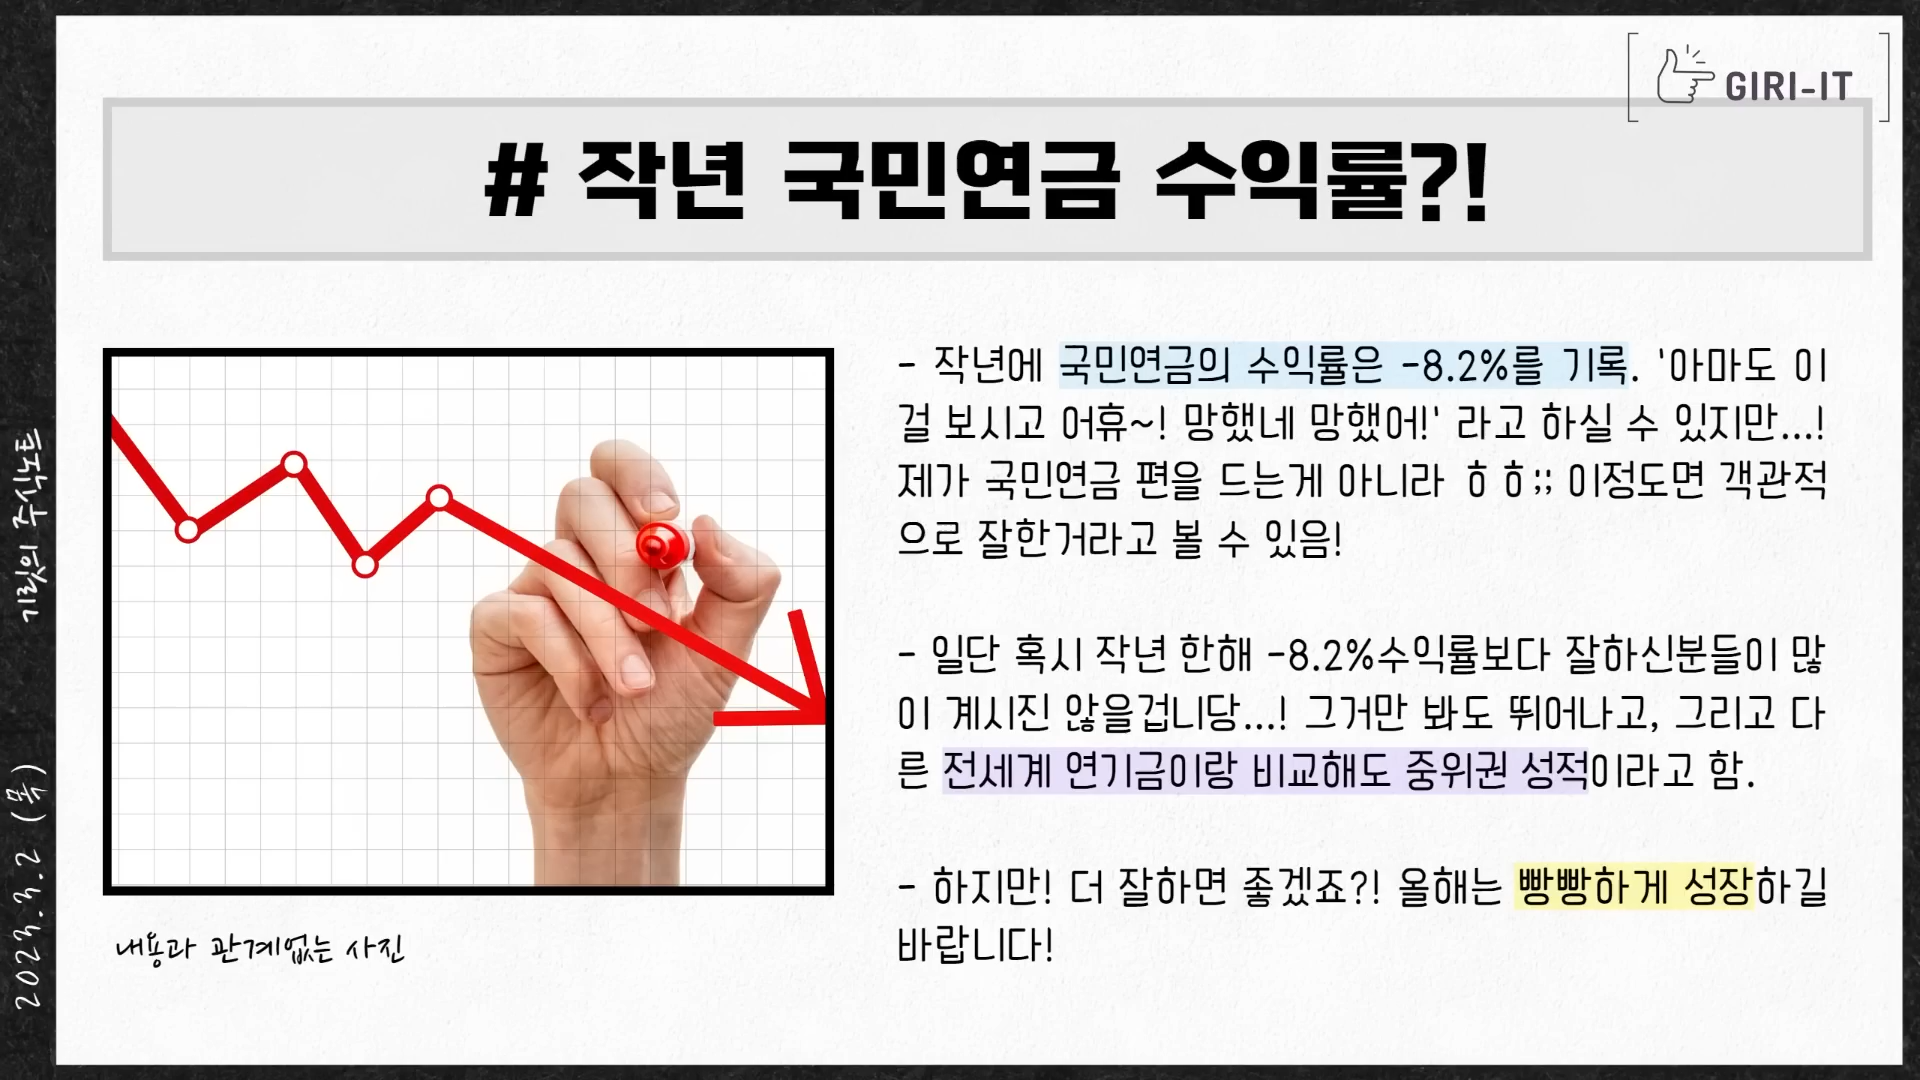 GIRI-IT
# 작년 국민연금 수익률?!
- 작년에 국민연금의 수익률은 -8.2%를 기록. '아마도 이
걸 보시고 어휴~! 망했네 망했어!' 라고 하실 수 있지만...!
제가 국민연금 편을 드는게 아니라 ㅎㅎ;; 이정도면 객관적
으로 잘한거라고 볼 수 있음!
- 일단 혹시 작년 한해 -8.2%수익률보다 잘하신분들이 많
이 계시진 않을겁니당...! 그거만 봐도 뛰어나고, 그리고 다
른 전세계 연기금이랑 비교해도 중위권 성적이라고 함.
- 하지만! 더 잘하면 좋겠죠?! 올해는 빵빵하게 성장하길
바랍니다!
내용과 관계없는 사진
기릿의 주식노트
2023.3.2 (목)